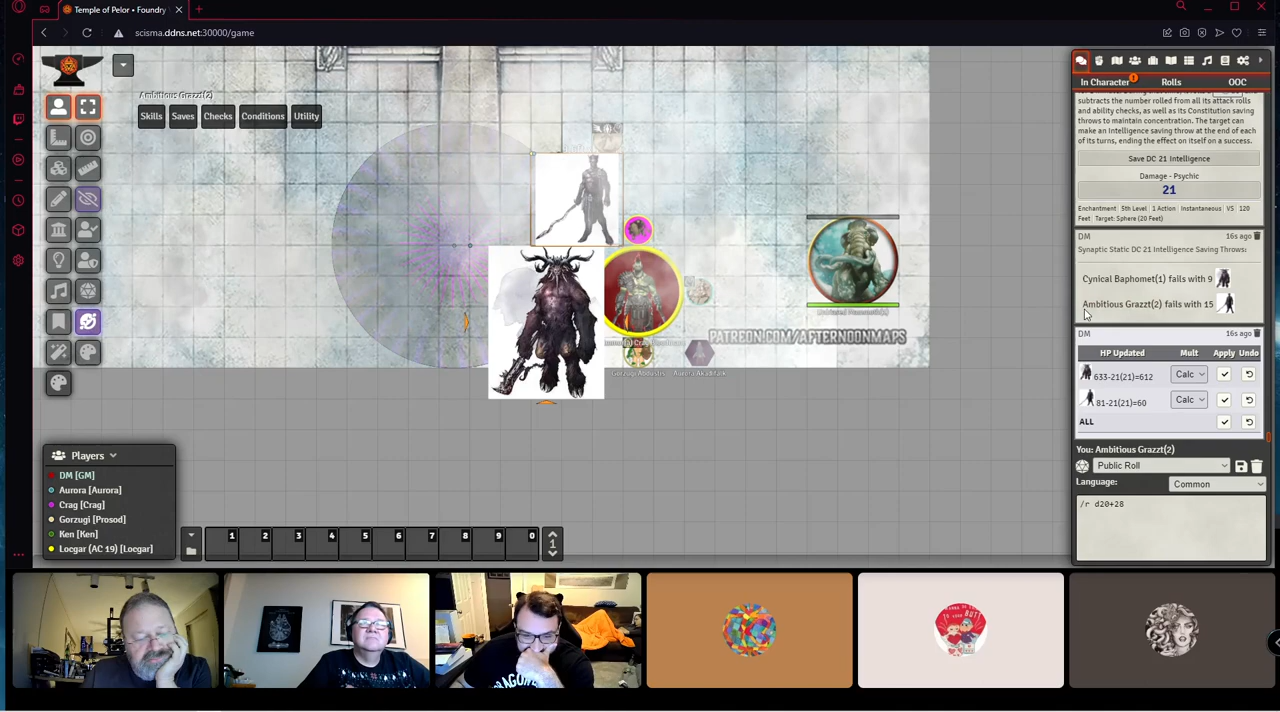 Temple of Pelor • Foundry
scisma.ddns.net:30000/game
Ambitious Grazzt(2)
Skills
Saves
Checks
Conditions
Utility
PATREON.COM/AFTERNOONMAPS
Gorzugi Abdastis
Aurora Aksdifatk
Players
DM [GM]
Aurora [Aurora]
Crag [Crag]
Gorzugi [Prosod]
Ken [Ken]
Locgar (AC 19) [Locgar]
1
2
3
4
5
6
7
8
9
0
1
In Character
Rolls
OOC
subtracts the number rolled from all its attack rolls
and ability checks, as well as its Constitution saving
throws to maintain concentration. The target can
make an Intelligence saving throw at the end of each
of its turns, ending the effect on itself on a success.
Save DC 21 Intelligence
Damage - Psychic
21
Enchantment 5th Level 1 Action Instantaneous VS 120
Feet Target: Sphere (20 Feet)
DM 16s ago
Synaptic Static DC 21 Intelligence Saving Throws:
Cynical Baphomet(1) fails with 9
Ambitious Grazzt(2) fails with 15
DM 16s ago
HP Updated Mult Apply Undo
633-21(21)=612 Calc
81-21(21)=60 Calc
ALL
You: Ambitious Grazzt(2)
Public Roll
Language: Common
/r d20+28